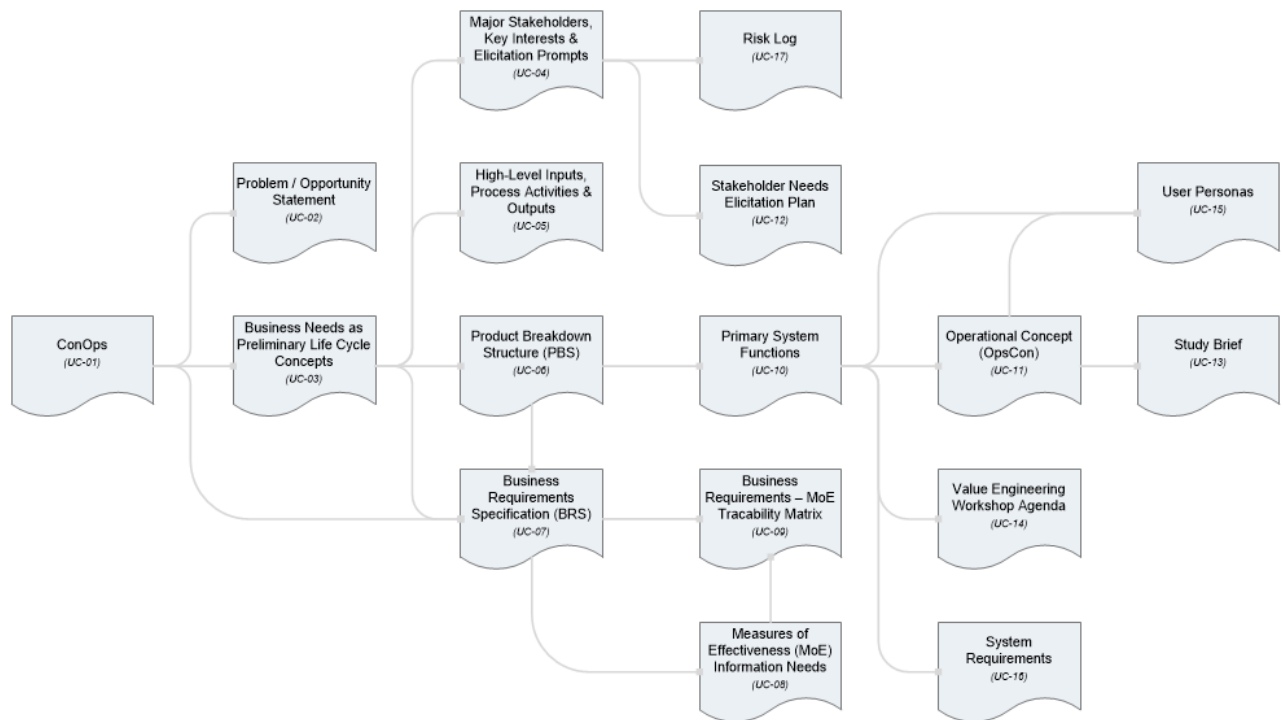 Major Stakeholders,
Key Interests &
Elicitation Prompts
(UC-04)
Risk Log
(UC-17)
Problem / Opportunity
Statement
(UC-02)
High-Level Inputs,
Process Activities &
Outputs
(UC-05)
Stakeholder Needs
Elicitation Plan
(UC-12)
User Personas
(UC-15)
ConOps
(UC-01)
Business Needs as
Preliminary Life Cycle
Concepts
(UC-03)
Product Breakdown
Structure (PBS)
(UC-06)
Primary System
Functions
(UC-10)
Operational Concept
(OpsCon)
(UC-11)
Study Brief
(UC-13)
Business
Requirements
Specification (BRS)
(UC-07)
Business
Requirements – MoE
Tracability Matrix
(UC-09)
Value Engineering
Workshop Agenda
(UC-14)
Measures of
Effectiveness (MoE)
Information Needs
(UC-08)
System
Requirements
(UC-16)